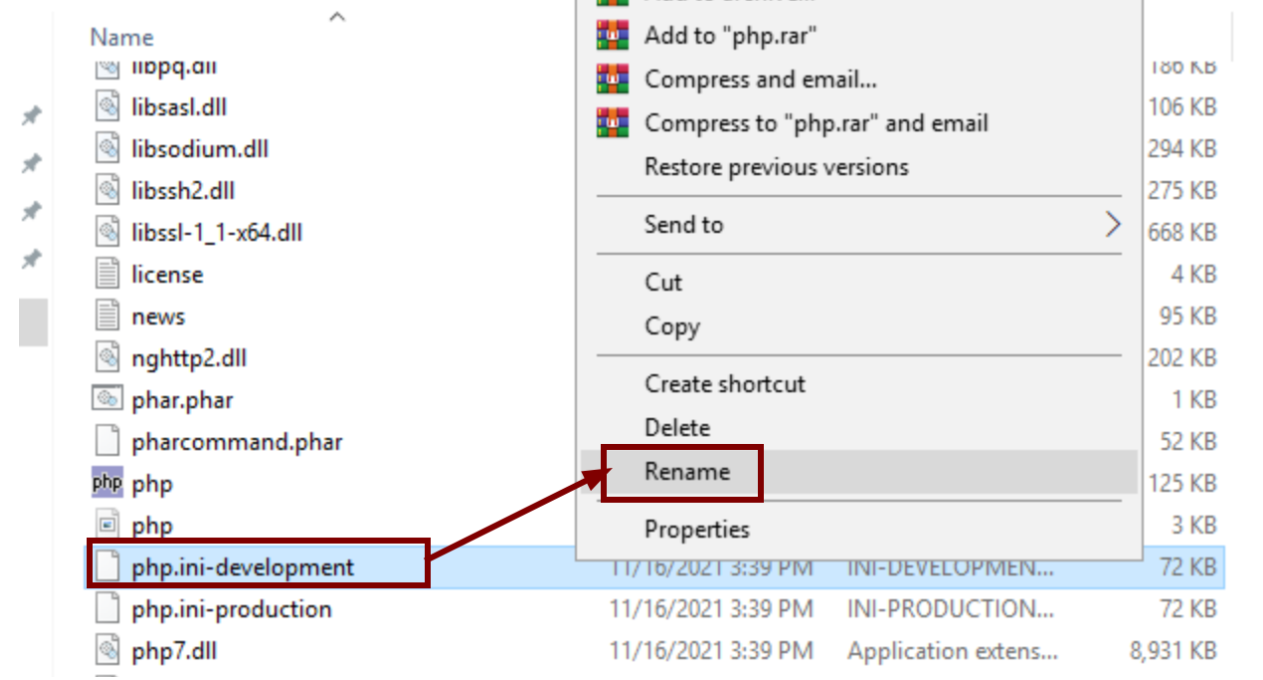 Name
libpq.dll
186 KB
libsasl.dll
106 KB
libsodium.dll
294 KB
libssh2.dll
275 KB
libssl-1_1-x64.dll
668 KB
license
4 KB
news
95 KB
nghttp2.dll
202 KB
phar.phar
1 KB
pharcommand.phar
52 KB
php php
125 KB
php
3 KB
php.ini-development
11/16/2021 3:39 PM
INI-DEVELOPMEN...
72 KB
php.ini-production
11/16/2021 3:39 PM
INI-PRODUCTION...
72 KB
php7.dll
11/16/2021 3:39 PM
Application extens...
8,931 KB
Add to archive...
Add to "php.rar"
Compress and email...
Compress to "php.rar" and email
Restore previous versions
Send to
Cut
Copy
Create shortcut
Delete
Rename
Properties